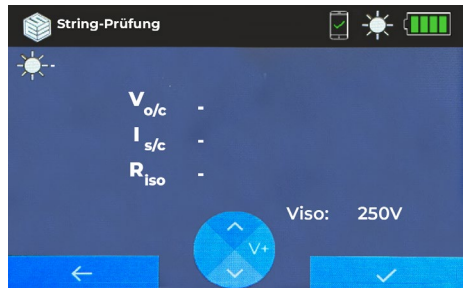 String-Prüfung
Vo/c -
Is/c -
Riso -
Viso: 250V
V+